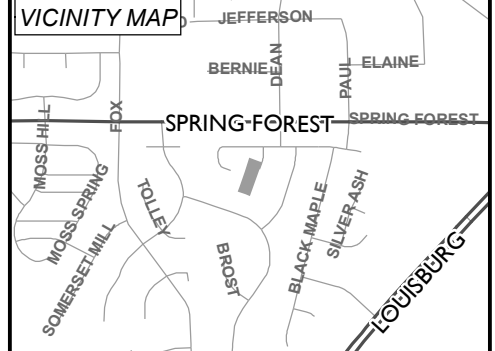 VICINITY MAP
JEFFERSON
BERNIE
DEAN
PAUL
ELAINE
MOSS HILL
FOX
SPRING FOREST
SPRING FOREST
MOSS SPRING
SOMERSET MILL
TOLLEY
BROST
BLACK MAPLE
SILVER ASH
LOUISBURG